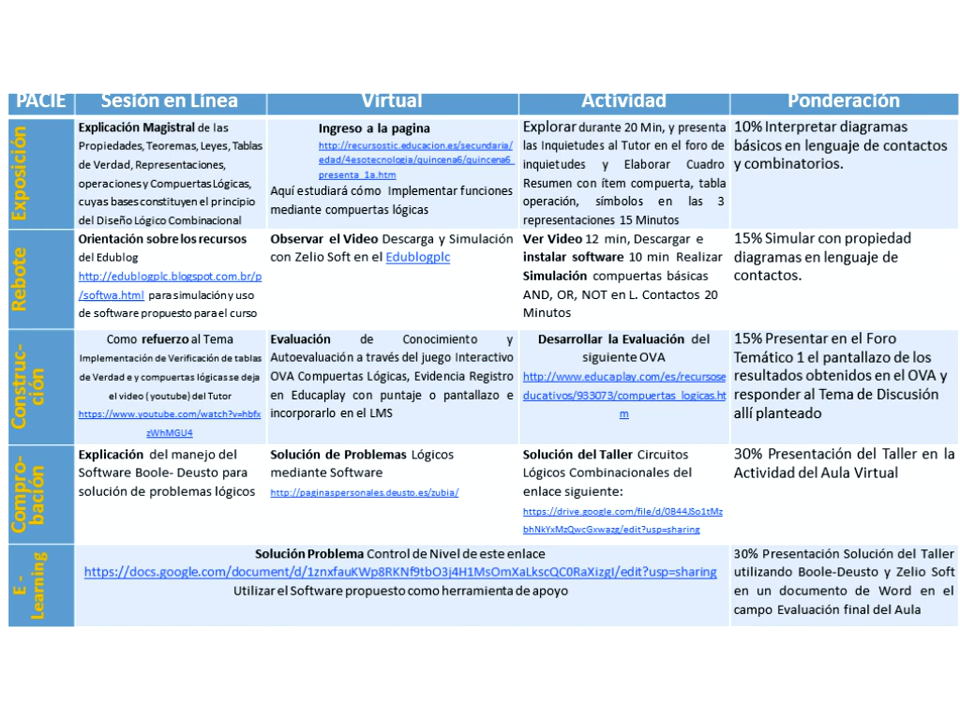 PACIE
Sesión en Línea
Virtual
Actividad
Ponderación
Exposición
Explicación Magistral de las
Propiedades, Teoremas, Leyes, Tablas
de Verdad, Representaciones,
operaciones y Compuertas Lógicas,
cuyas bases constituyen el principio
del Diseño Lógico Combinacional
Ingreso a la pagina
http://recursostic.educacion.es/secundaria/
edad/4esotecnologia/quincena6/quincena6_
presenta_1a.htm
Aquí estudiará cómo Implementar funciones
mediante compuertas lógicas
Explorar durante 20 Min, y presenta
las Inquietudes al Tutor en el foro de
inquietudes y Elaborar Cuadro
Resumen con ítem compuerta, tabla
operación, símbolos en las 3
representaciones 15 Minutos
10% Interpretar diagramas
básicos en lenguaje de contactos
y combinatorios.
Rebote
Orientación sobre los recursos
del Edublog
http://edublogplc.blogspot.com.br/p
/softwa.html para simulación y uso
de software propuesto para el curso
Observar el Video Descarga y Simulación
con Zelio Soft en el Edublogplc
Ver Video 12 min, Descargar e
instalar software 10 min Realizar
Simulación compuertas básicas
AND, OR, NOT en L. Contactos 20
Minutos
15% Simular con propiedad
diagramas en lenguaje de
contactos.
Construc-
ción
Como refuerzo al Tema
Implementación de Verificación de tablas
de Verdad e y compuertas lógicas se deja
el video ( youtube) del Tutor
https://www.youtube.com/watch?v=hbfx
zWhMGU4
Evaluación de Conocimiento y
Autoevaluación a través del juego Interactivo
OVA Compuertas Lógicas, Evidencia Registro
en Educaplay con puntaje o pantallazo e
incorporarlo en el LMS
Desarrollar la Evaluación del
siguiente OVA
http://www.educaplay.com/es/recursose
ducativos/933073/compuertas_logicas.ht
m
15% Presentar en el Foro
Temático 1 el pantallazo de los
resultados obtenidos en el OVA y
responder al Tema de Discusión
allí planteado
Compro-
bación
Explicación del manejo del
Software Boole- Deusto para
solución de problemas lógicos
Solución de Problemas Lógicos
mediante Software
http://paginaspersonales.deusto.es/zubia/
Solución del Taller Circuitos
Lógicos Combinacionales del
enlace siguiente:
https://drive.google.com/file/d/0B44JSo1tMz
bhNkYxMzQwcGxwazg/edit?usp=sharing
30% Presentación del Taller en la
Actividad del Aula Virtual
E -
Learning
Solución Problema Control de Nivel de este enlace
https://docs.google.com/document/d/1znxfauKWp8RKNf9tbO3j4H1MsOmXaLkscQC0RaXizgI/edit?usp=sharing
Utilizar el Software propuesto como herramienta de apoyo
30% Presentación Solución del Taller
utilizando Boole-Deusto y Zelio Soft
en un documento de Word en el
campo Evaluación final del Aula